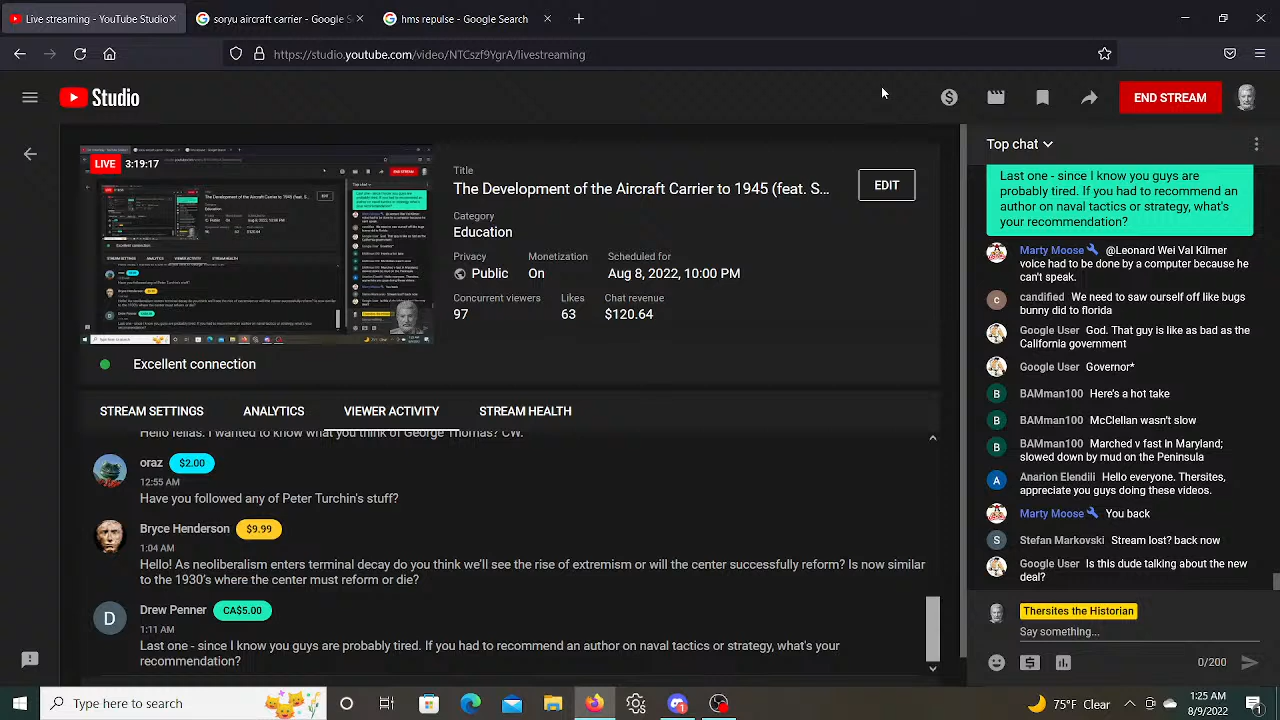 Live streaming - YouTube Studio
soryu aircraft carrier - Google S
hms repulse - Google Search
https://studio.youtube.com/video/NTCszf9YgrA/livestreaming
Studio
END STREAM
LIVE 3:19:17
Title
The Development of the Aircraft Carrier to 1945 (feat.
EDIT
Category
Education
Privacy
Public
Monetization
On
Scheduled for
Aug 8, 2022, 10:00 PM
Concurrent viewers
97
Likes
63
Chat revenue
$120.64
Excellent connection
STREAM SETTINGS
ANALYTICS
VIEWER ACTIVITY
STREAM HEALTH
Hello fellas. I wanted to know what you think of George Thomas? CW.
oraz $2.00
12:55 AM
Have you followed any of Peter Turchin's stuff?
Bryce Henderson $9.99
1:04 AM
Hello! As neoliberalism enters terminal decay do you think we'll see the rise of extremism or will the center successfully reform? Is now similar
to the 1930's where the center must reform or die?
D
Drew Penner CA$5.00
1:11 AM
Last one - since I know you guys are probably tired. If you had to recommend an author on naval tactics or strategy, what's your
recommendation?
Top chat
Last one - since I know you guys are
probably tired. If you had to recommend an
author on naval tactics or strategy, what's
your recommendation?
Marty Moose Leonard Wei Val Kilmer
voice had to be done by a computer because he
can't speak.
God. That guy is like as bad as the
Google User
California government
Google User Governor*
BAMman100 Here's a hot take
BAMman100 McClellan wasn't slow
BAMman100 Marched v fast in Maryland;
slowed down by mud on the Peninsula
Anarion Elendili Hello everyone. Thersites,
appreciate you guys doing these videos.
Marty Moose You back
Stefan Markovski Stream lost? back now
Google User Is this dude talking about the new
deal?
Thersites the Historian
Say something...
0/200
Type here to search
75°F Clear
1:25 AM
8/9/2022